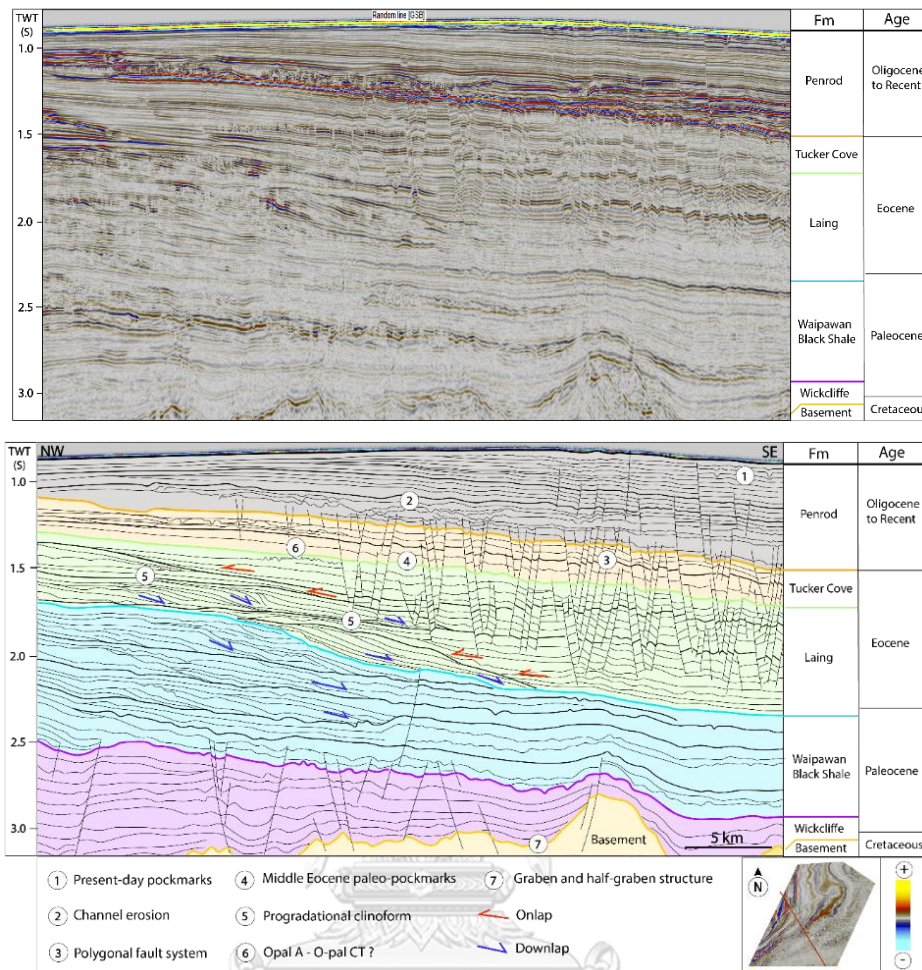 TWT
(S)
Random line [GSB]
Fm
Age
1.0
1.5
2.0
2.5
3.0
Penrod
Oligocene
to Recent
Tucker Cove
Laing
Eocene
Waipawan
Black Shale
Paleocene
Wickcliffe
Basement
Cretaceous
TWT
(S)
NW
SE
Fm
Age
1.0
1.5
2.0
2.5
3.0
1
2
6
4
3
5
5
7
Basement
5 km
Penrod
Oligocene
to Recent
Tucker Cove
Laing
Eocene
Waipawan
Black Shale
Paleocene
Wickcliffe
Basement
Cretaceous
1 Present-day pockmarks
4 Middle Eocene paleo-pockmarks
7 Graben and half-graben structure
2 Channel erosion
5 Progradational clinoform
Onlap
3 Polygonal fault system
6 Opal A - O-pal CT ?
Downlap
N
+
-